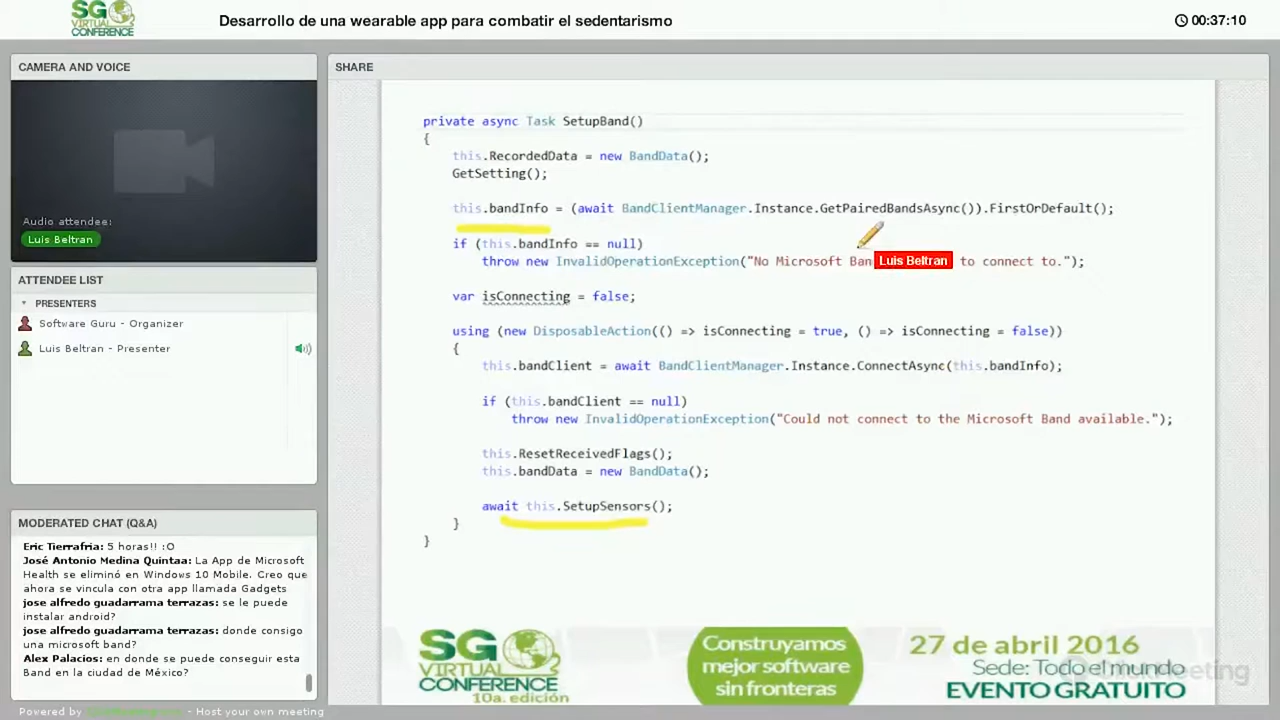 SG
VIRTUAL
CONFERENCE
Desarrollo de una wearable app para combatir el sedentarismo
00:37:10
CAMERA AND VOICE
Audio attendee:
Luis Beltran
ATTENDEE LIST
PRESENTERS
Software Guru - Organizer
Luis Beltran - Presenter
MODERATED CHAT (Q&A)
Eric Tierrafria: 5 horas!! :O
José Antonio Medina Quintaa: La App de Microsoft
Health se eliminó en Windows 10 Mobile. Creo que
ahora se vincula con otra app llamada Gadgets
jose alfredo guadarrama terrazas: se le puede
instalar android?
jose alfredo guadarrama terrazas: donde consigo
una microsoft band?
Alex Palacios: en donde se puede conseguir esta
Band en la ciudad de México?
Powered by
- Host your own meeting
SHARE
private async Task SetupBand()
{
this.RecordedData = new BandData();
GetSetting();
this.bandInfo = (await BandClientManager.Instance.GetPairedBandsAsync()).FirstOrDefault();
if (this.bandInfo == null)
throw new InvalidOperationException("No Microsoft Ban Luis Beltran to connect to.");
var isConnecting = false;
using (new DisposableAction(() => isConnecting = true, () => isConnecting = false))
{
this.bandClient = await BandClientManager.Instance.ConnectAsync(this.bandInfo);
if (this.bandClient == null)
throw new InvalidOperationException("Could not connect to the Microsoft Band available.");
this.ResetReceivedFlags();
this.bandData = new BandData();
await this.SetupSensors();
}
}
SG
VIRTUAL
CONFERENCE
10a. edición
Construyamos
mejor software
sin fronteras
27 de abril 2016
Sede: Todo el mundo
EVENTO GRATUITO